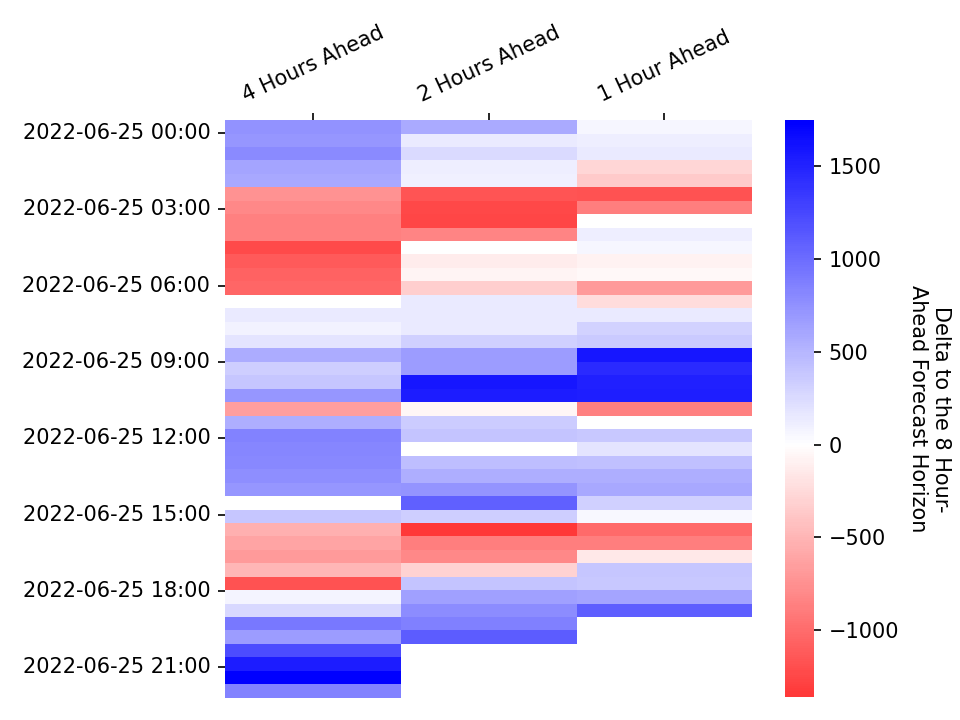 4 Hours Ahead
2 Hours Ahead
1 Hour Ahead
2022-06-25 00:00
2022-06-25 03:00
2022-06-25 06:00
2022-06-25 09:00
2022-06-25 12:00
2022-06-25 15:00
2022-06-25 18:00
2022-06-25 21:00
1500
1000
500
0
−500
−1000
Delta to the 8 Hour-
Ahead Forecast Horizon